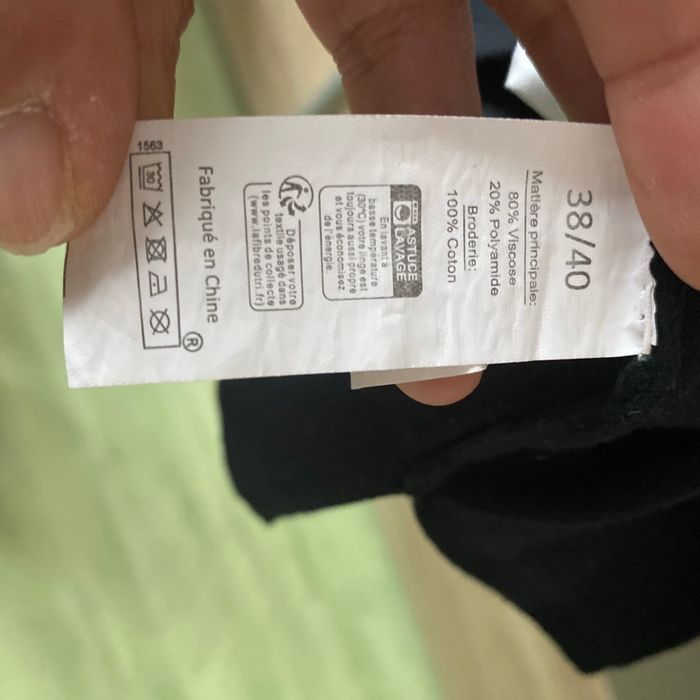 38/40
Matière principale:
80% Viscose
20% Polyamide
Broderie:
100% Coton
ASTUCE
LAVAGE
En lavant à
basse température
(30°C) votre linge est
toujours aussi propre
et vous économisez
de l'énergie.
Déposer votre
textile usagé dans
les points de collecte
(www.lafibredutri.fr)
Fabriqué en Chine
®
1563
30